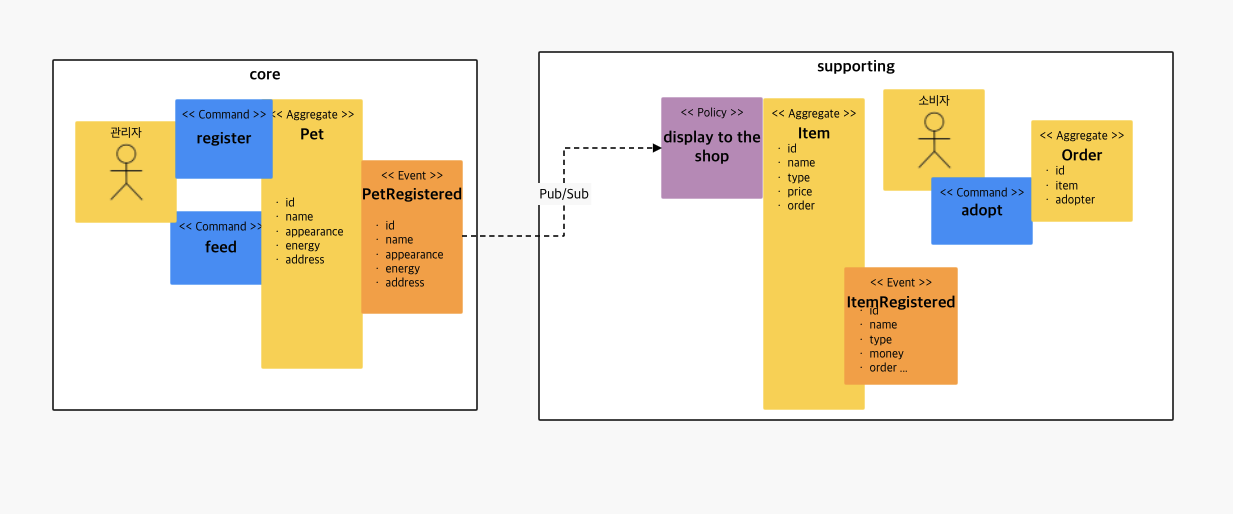 core
관리자
<< Command >>
register
<< Aggregate >>
Pet
· id
· name
· appearance
· energy
· address
<< Command >>
feed
<< Event >>
PetRegistered
· id
· name
· appearance
· energy
· address
Pub/Sub
supporting
<< Policy >>
display to the
shop
<< Aggregate >>
Item
· id
· name
· type
· price
· order
<< Event >>
ItemRegistered
· id
· name
· type
· money
· order ...
소비자
<< Command >>
adopt
<< Aggregate >>
Order
· id
· item
· adopter